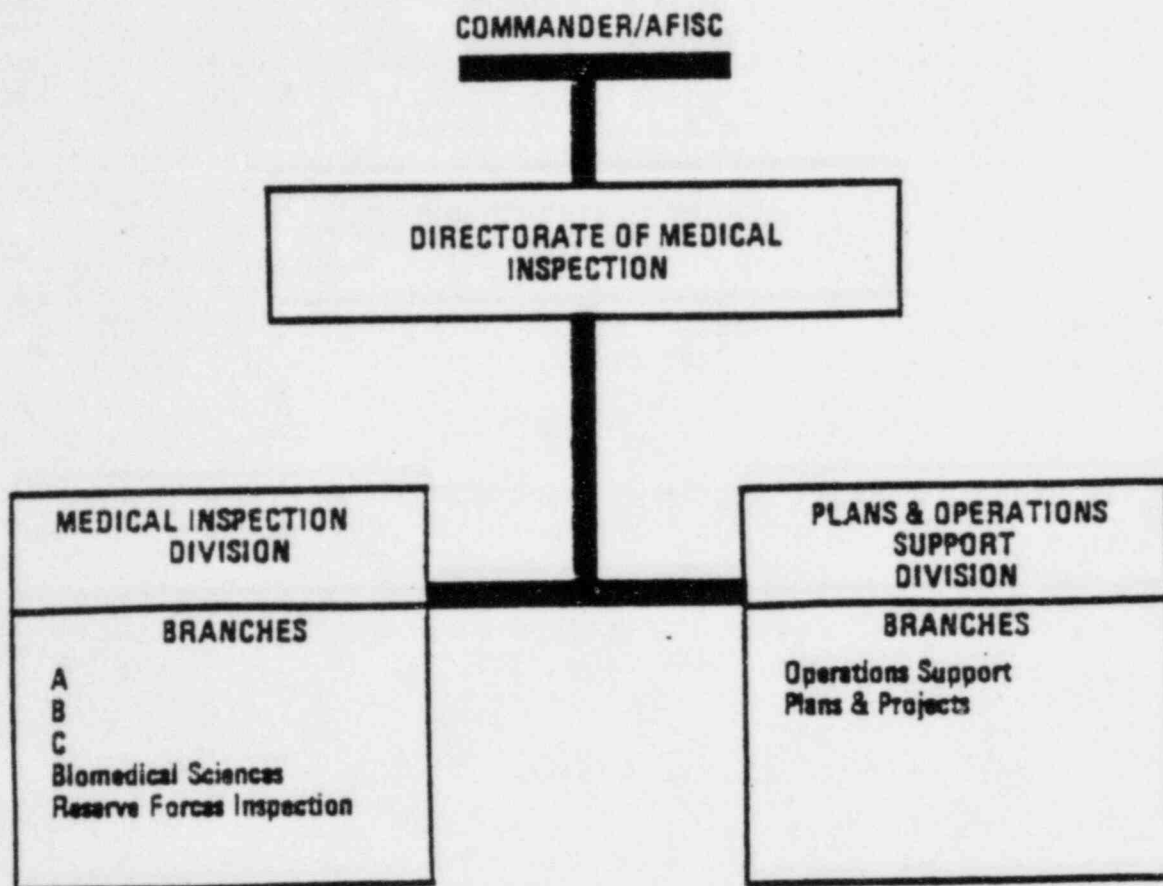 COMMANDER/AFISC
DIRECTORATE OF MEDICAL
INSPECTION
MEDICAL INSPECTION
DIVISION
BRANCHES
A
B
C
Biomedical Sciences
Reserve Forces Inspection
PLANS & OPERATIONS
SUPPORT
DIVISION
BRANCHES
Operations Support
Plans & Projects